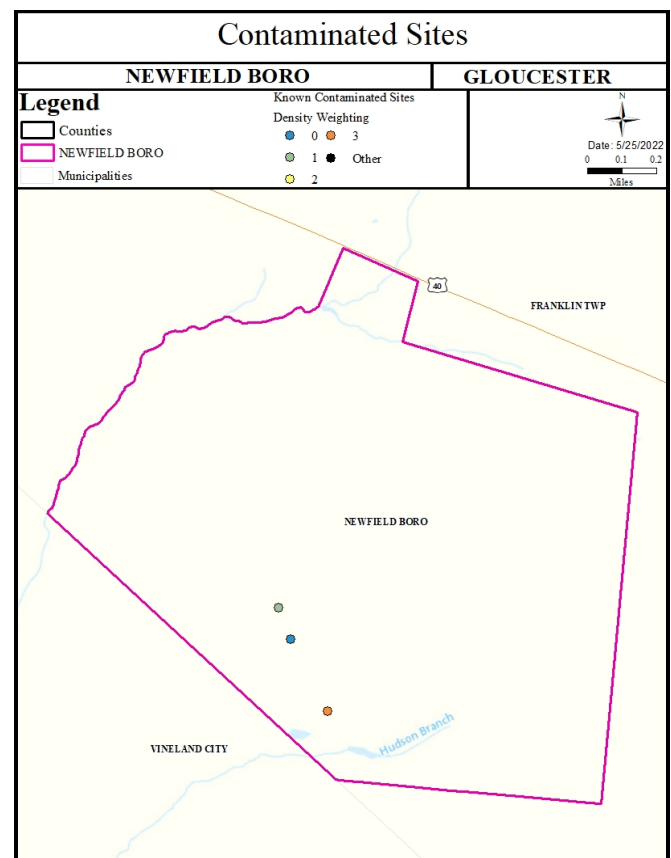 Contaminated Sites
NEWFIELD BORO
GLOUCESTER
Legend
Counties
NEWFIELD BORO
Municipalities
Known Contaminated Sites
Density Weighting
0 3
1 Other
2
N
Date: 5/25/2022
0 0.1 0.2
Miles
40
FRANKLIN TWP
NEWFIELD BORO
Hudson Branch
VINELAND CITY